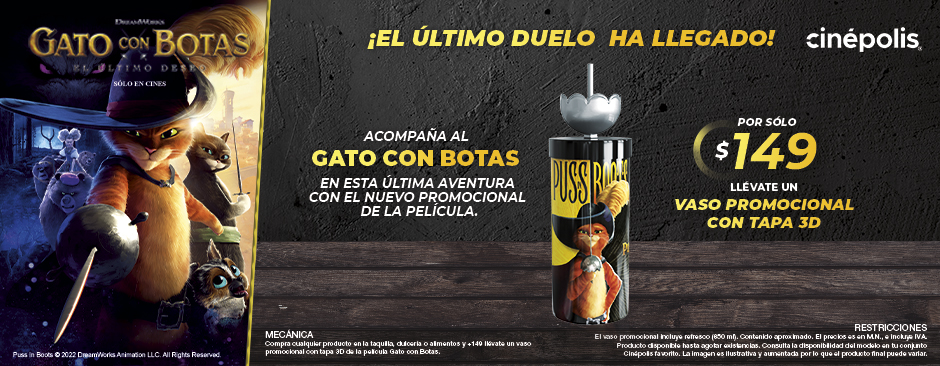 DREAMWORKS
GATO CON BOTAS
EL ÚLTIMO DESEO
SÓLO EN CINES
Puss in Boots © 2022 DreamWorks Animation LLC. All Rights Reserved.
¡EL ÚLTIMO DUELO HA LLEGADO!
cinépolis®
ACOMPAÑA AL
GATO CON BOTAS
EN ESTA ÚLTIMA AVENTURA
CON EL NUEVO PROMOCIONAL
DE LA PELÍCULA.
PUSS BOOTS
POR SÓLO
$149
LLÉVATE UN
VASO PROMOCIONAL
CON TAPA 3D
MECÁNICA
Compra cualquier producto en la taquilla, dulcería o alimentos y +149 llévate un vaso
promocional con tapa 3D de la película Gato con Botas.
RESTRICCIONES
El vaso promocional incluye refresco (650 ml). Contenido aproximado. El precios es en M.N., e incluye IVA.
Producto disponible hasta agotar existencias. Consulta la disponibilidad del modelo en tu conjunto
Cinépolis favorito. La imagen es ilustrativa y aumentada por lo que el producto final puede variar.